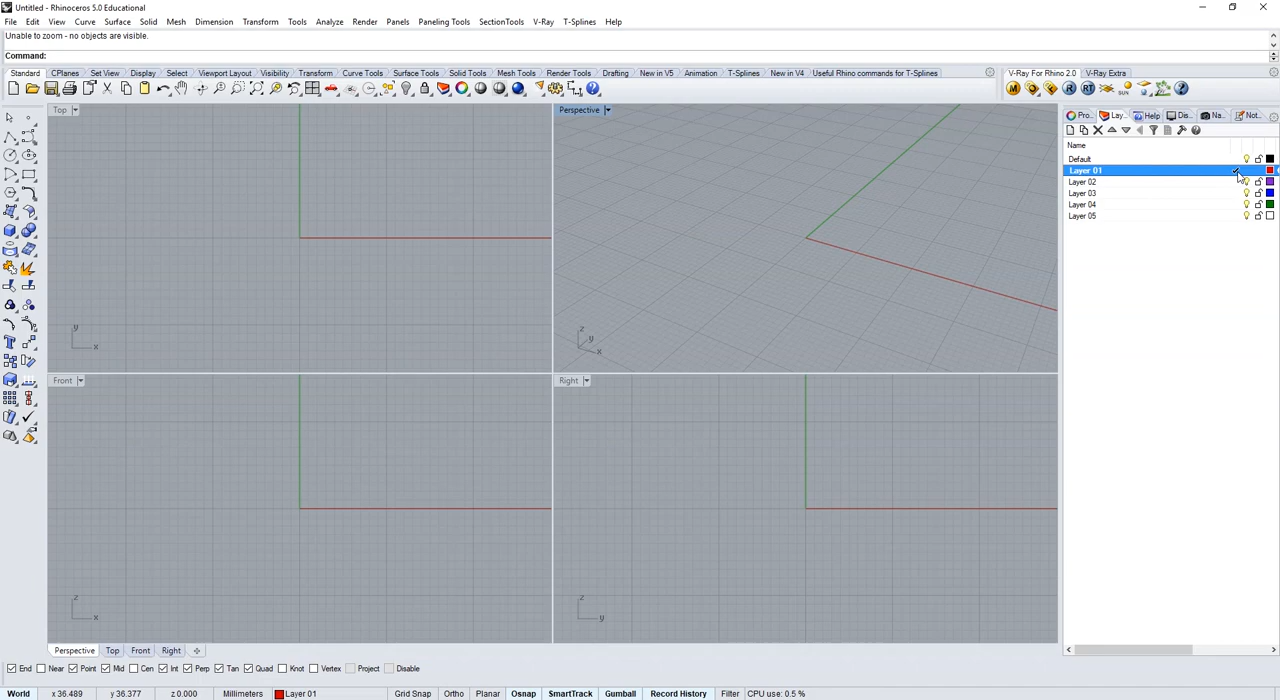 Untitled - Rhinoceros 5.0 Educational
File Edit View Curve Surface Solid Mesh Dimension Transform Tools Analyze Render Panels Paneling Tools SectionTools V-Ray T-Splines Help
Unable to zoom - no objects are visible.
Command:
Standard CPlanes Set View Display Select Viewport Layout Visibility Transform Curve Tools Surface Tools Solid Tools Mesh Tools Render Tools Drafting New in V5 Animation T-Splines New in V4 Useful Rhino commands for T-Splines V-Ray For Rhino 2.0 V-Ray Extra
Top Perspective
Pro... Lay... Help Dis... Na... Not...
Name
Default
Layer 01
Layer 02
Layer 03
Layer 04
Layer 05
y x
z y x
Front Right
z x
z y
Perspective Top Front Right
End Near Point Mid Cen Int Perp Tan Quad Knot Vertex Project Disable
World x 36.489 y 36.377 z 0.000 Millimeters Layer 01 Grid Snap Ortho Planar Osnap SmartTrack Gumball Record History Filter CPU use: 0.5 %